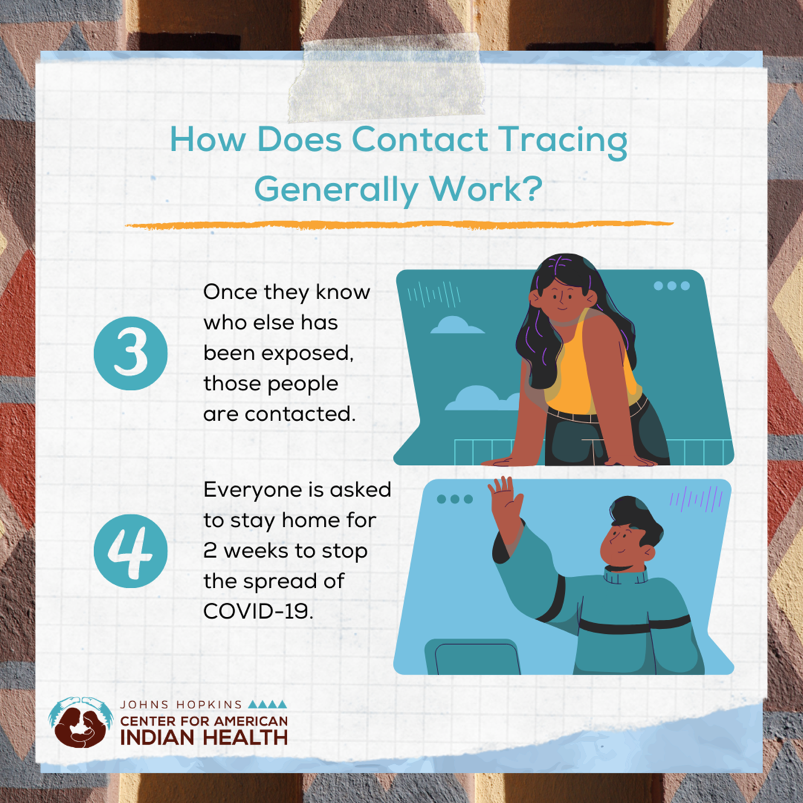 How Does Contact Tracing
Generally Work?
3
Once they know
who else has
been exposed,
those people
are contacted.
4
Everyone is asked
to stay home for
2 weeks to stop
the spread of
COVID-19.
JOHNS HOPKINS
CENTER FOR AMERICAN
INDIAN HEALTH